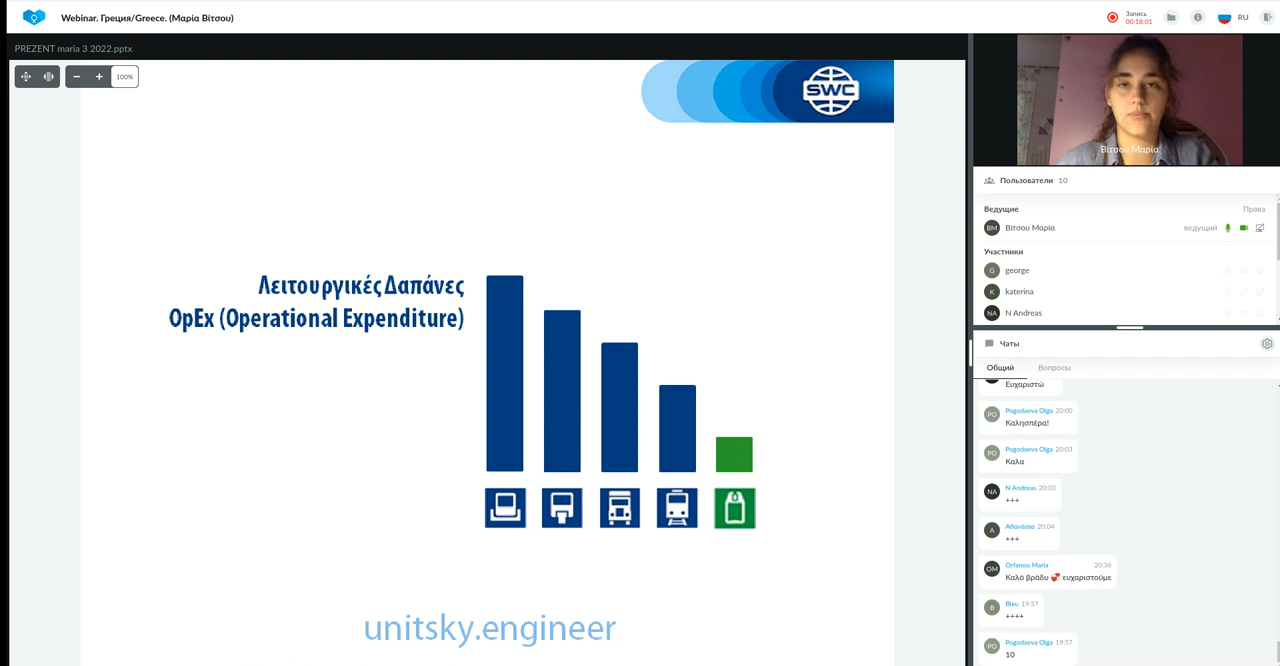 Webinar. Греция/Greece. (Μαρία Βίτσου)
Запись
00:18:01
RU
PREZENT maria 3 2022.pptx
100%
SWC
Λειτουργικές Δαπάνες
OpEx (Operational Expenditure)
unitsky.engineer
Βίτσου Μαρία
Пользователи 10
Ведущие Права
ВМ Βίτσου Μαρία ведущий
Участники
G george
K katerina
NA N Andreas
Чаты
Общий Вопросы
Ευχαριστώ
PO Pogodaeva Olga 20:00
Καλησπέρα!
PO Pogodaeva Olga 20:03
Καλα
NA N Andreas 20:03
+++
Α Αθανάσια 20:04
+++
OM Orfanou Maria 20:36
Καλό βράδυ 💞 ευχαριστούμε
Β Βίκυ 19:57
++++
PO Pogodaeva Olga 19:57
10